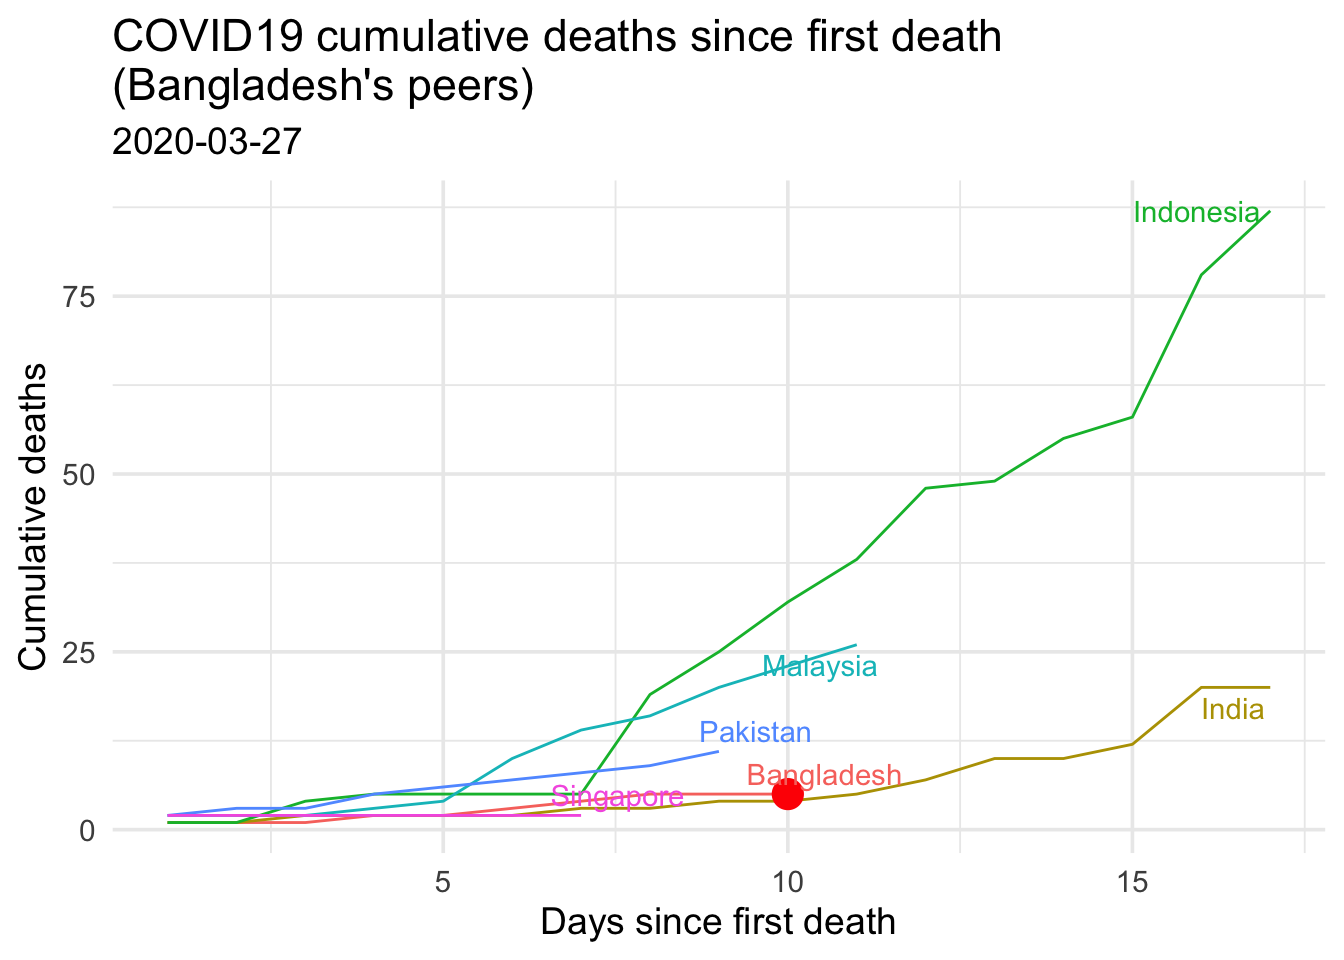 COVID19 cumulative deaths since first death
(Bangladesh's peers)
2020-03-27
Indonesia
75
Cumulative deaths
50
25
Malaysia
India
Pakistan
Bangladesh
Singapore
0
5
10
15
Days since first death